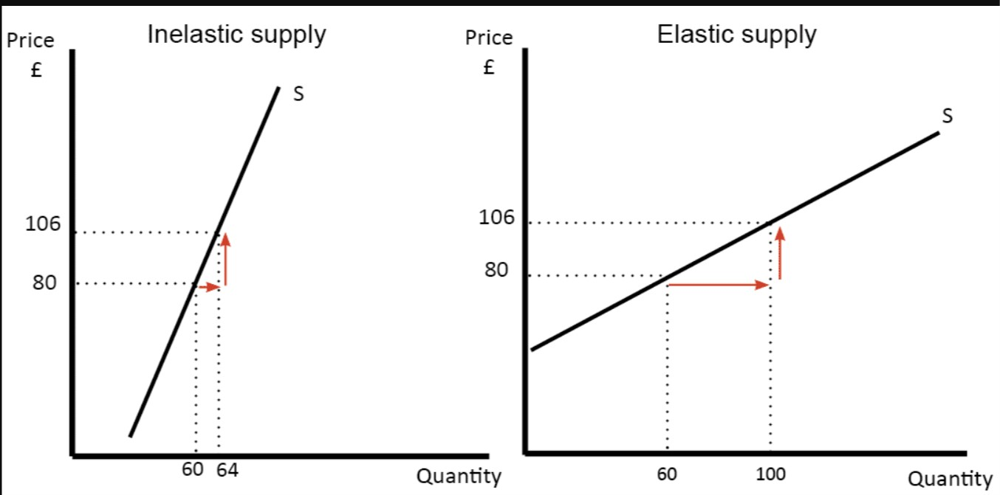 Inelastic supply
Price
£
S
106
80
60 64
Quantity
Elastic supply
Price
£
S
106
80
60 100
Quantity